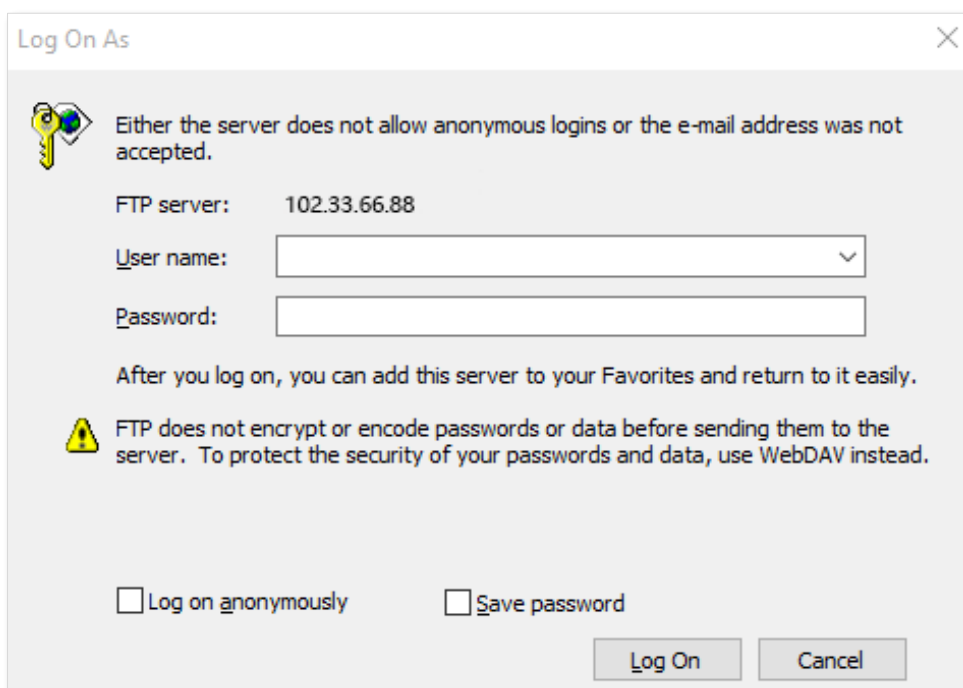 Log On As
Either the server does not allow anonymous logins or the e-mail address was not
accepted.
FTP server: 102.33.66.88
User name:
Password:
After you log on, you can add this server to your Favorites and return to it easily.
FTP does not encrypt or encode passwords or data before sending them to the
server.  To protect the security of your passwords and data, use WebDAV instead.
Log on anonymously Save password
Log On Cancel